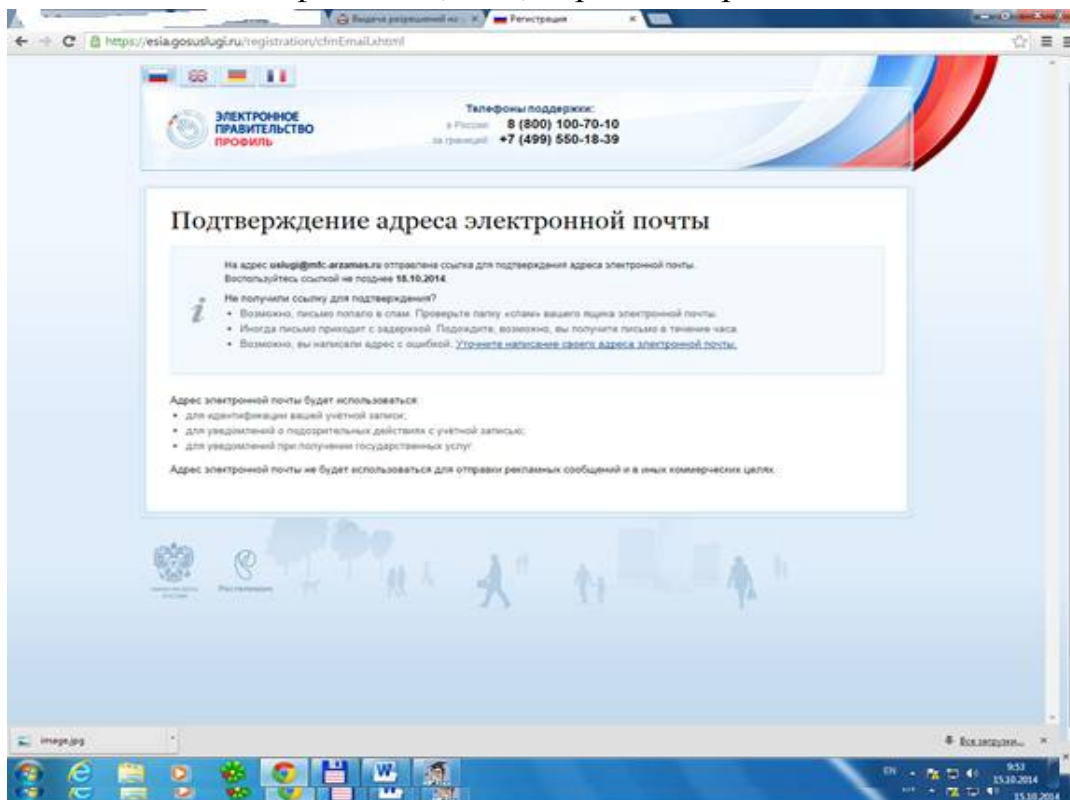 Выдача разрешений на
Регистрация
https://esia.gosuslugi.ru/registration/cfmEmail.xhtml
ЭЛЕКТРОННОЕ
ПРАВИТЕЛЬСТВО
ПРОФИЛЬ
Телефоны поддержки:
в России: 8 (800) 100-70-10
за границей: +7 (499) 550-18-39
Подтверждение адреса электронной почты
На адрес uslugi@mfc-arzamas.ru отправлена ссылка для подтверждения адреса электронной почты.
Воспользуйтесь ссылкой не позднее 18.10.2014.
Не получили ссылку для подтверждения?
• Возможно, письмо попало в спам. Проверьте папку «спам» вашего ящика электронной почты.
• Иногда письмо приходит с задержкой. Подождите, возможно, вы получите письмо в течение часа.
• Возможно, вы написали адрес с ошибкой. Уточните написание своего адреса электронной почты.
Адрес электронной почты будет использоваться:
• для идентификации вашей учётной записи;
• для уведомлений о подозрительных действиях с учётной записью;
• для уведомлений при получении государственных услуг.
Адрес электронной почты не будет использоваться для отправки рекламных сообщений и в иных коммерческих целях.
Ростелеком
image.jpg
Все загрузки...
EN
9:53
15.10.2014
15.10.2014